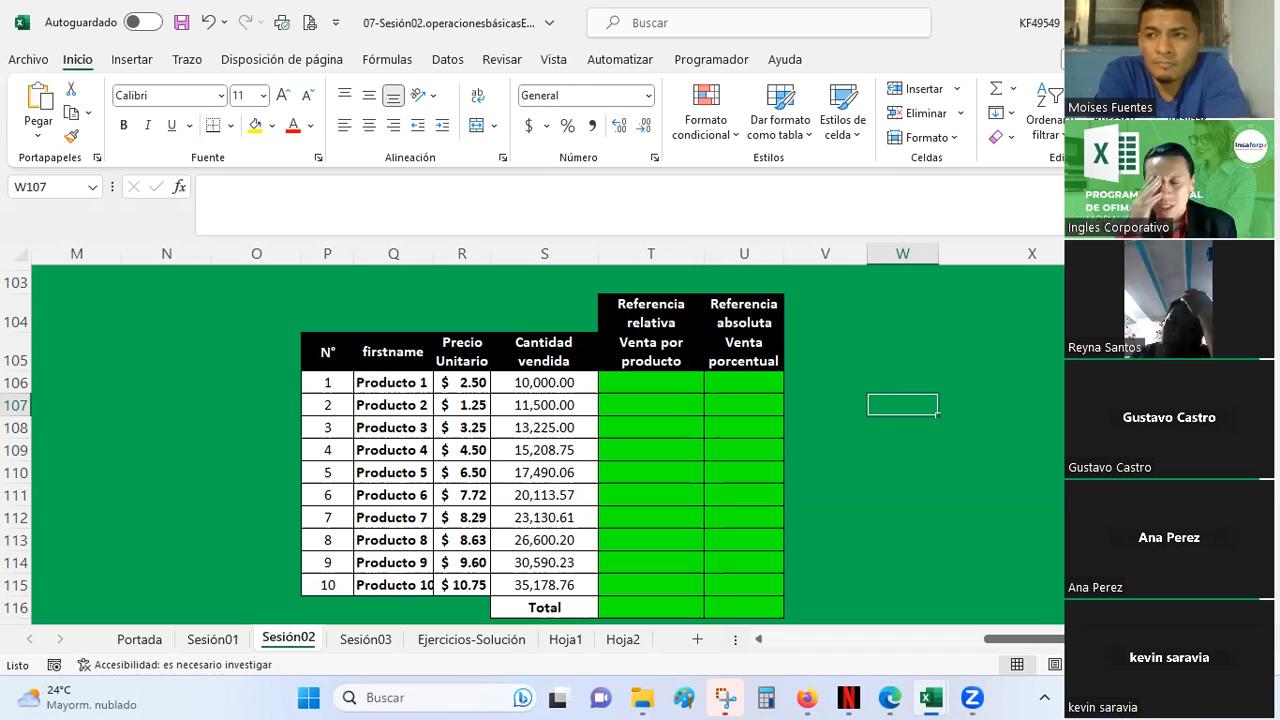 Autoguardado
07-Sesión02.operacionesbásicasE...
Buscar
KF49549
Archivo Inicio Insertar Trazo Disposición de página Fórmulas Datos Revisar Vista Automatizar Programador Ayuda
Pegar
Calibri 11
N K S
General
Formato condicional
Dar formato como tabla
Estilos de celda
Insertar
Eliminar
Formato
Ordenar
filtrar
Portapapeles Fuente Alineación Número Estilos Celdas
W107
fx
M N O P Q R S T U V W X
103
104 Referencia relativa Referencia absoluta
105 N° firstname Precio Unitario Cantidad vendida Venta por producto Venta porcentual
106 1 Producto 1 $ 2.50 10,000.00
107 2 Producto 2 $ 1.25 11,500.00
108 3 Producto 3 $ 3.25 13,225.00
109 4 Producto 4 $ 4.50 15,208.75
110 5 Producto 5 $ 6.50 17,490.06
111 6 Producto 6 $ 7.72 20,113.57
112 7 Producto 7 $ 8.29 23,130.61
113 8 Producto 8 $ 8.63 26,600.20
114 9 Producto 9 $ 9.60 30,590.23
115 10 Producto 10 $ 10.75 35,178.76
116 Total
Portada Sesión01 Sesión02 Sesión03 Ejercicios-Solución Hoja1 Hoja2
Listo
Accesibilidad: es necesario investigar
24°C
Mayorm. nublado
Buscar
Moises Fuentes
Insaforp
PROGRAM
DE OFIM
Ingles Corporativo
Reyna Santos
Gustavo Castro
Gustavo Castro
Ana Perez
Ana Perez
kevin saravia
kevin saravia